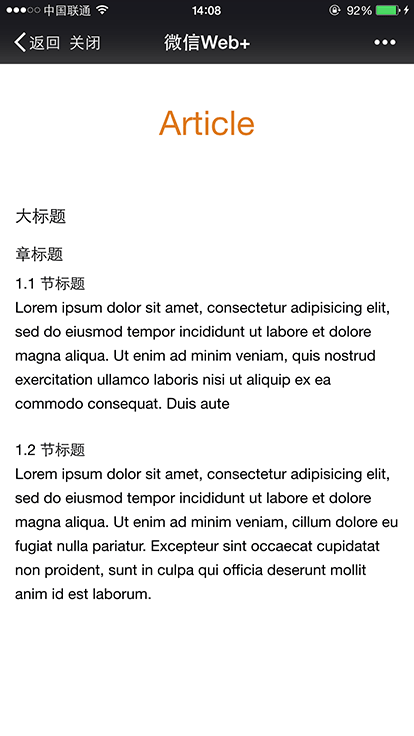 中国联通 14:08 92%
返回 关闭 微信Web+
Article
大标题
章标题
1.1 节标题
Lorem ipsum dolor sit amet, consectetur adipisicing elit,
sed do eiusmod tempor incididunt ut labore et dolore
magna aliqua. Ut enim ad minim veniam, quis nostrud
exercitation ullamco laboris nisi ut aliquip ex ea
commodo consequat. Duis aute
1.2 节标题
Lorem ipsum dolor sit amet, consectetur adipisicing elit,
sed do eiusmod tempor incididunt ut labore et dolore
magna aliqua. Ut enim ad minim veniam, cillum dolore eu
fugiat nulla pariatur. Excepteur sint occaecat cupidatat
non proident, sunt in culpa qui officia deserunt mollit
anim id est laborum.